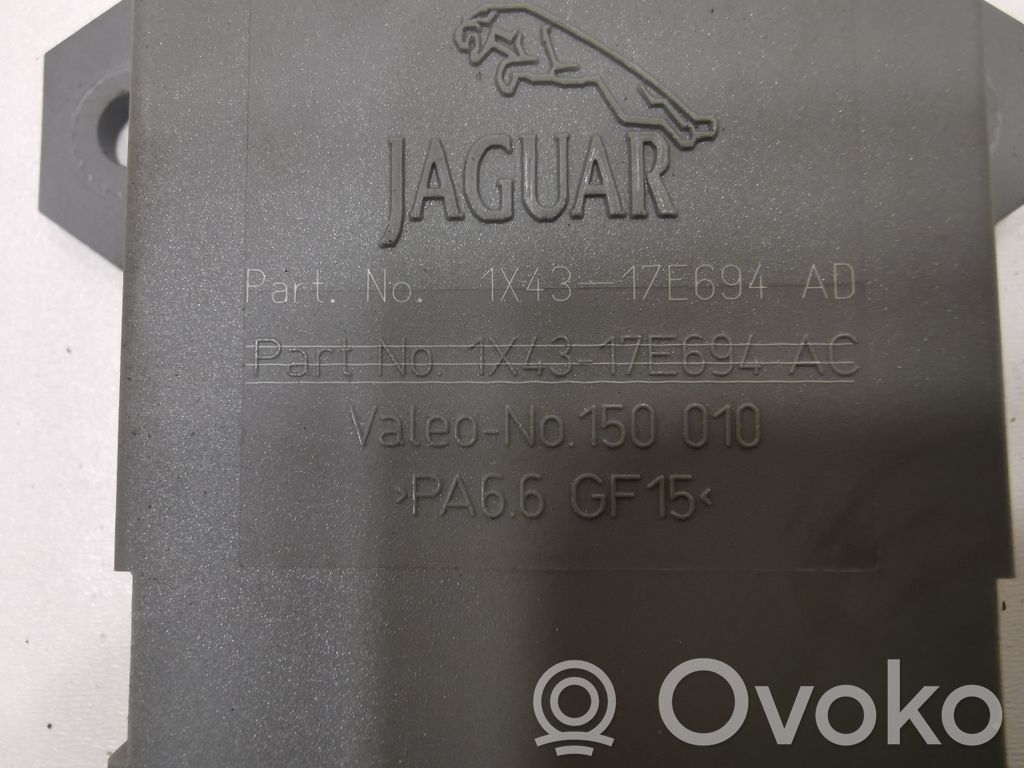 JAGUAR
Part. No. 1X43-17E694 AD
Part No. 1X43-17E694 AC
Valeo-No. 150 010
>PA6.6 GF15<
Ovoko